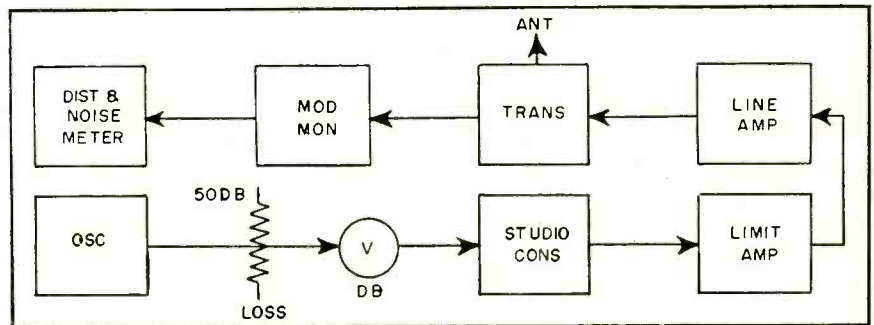 ANT
DIST &
NOISE
METER
MOD
MON
TRANS
LINE
AMP
50DB
OSC
V
DB
LOSS
STUDIO
CONS
LIMIT
AMP